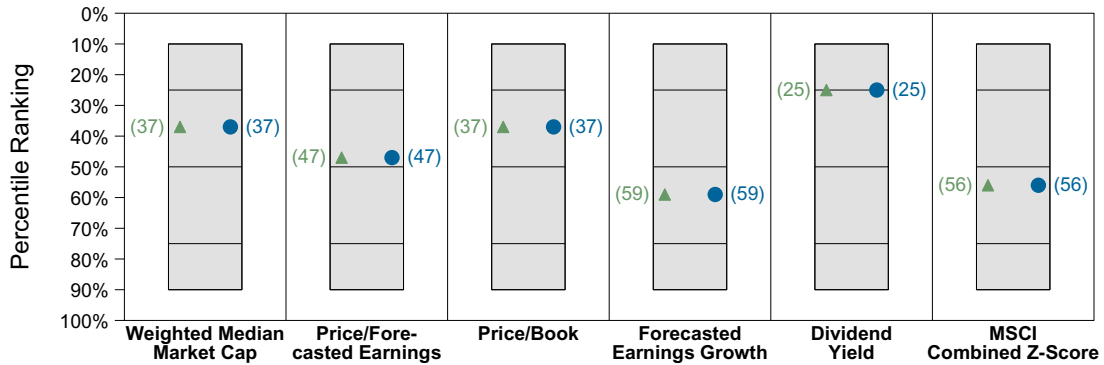 Percentile Ranking
0%
10%
20%
30%
40%
50%
60%
70%
80%
90%
100%
(37) (37)
(47) (47)
(37) (37)
(59) (59)
(25) (25)
(56) (56)
Weighted Median
Market Cap
Price/Fore-
casted Earnings
Price/Book
Forecasted
Earnings Growth
Dividend
Yield
MSCI
Combined Z-Score